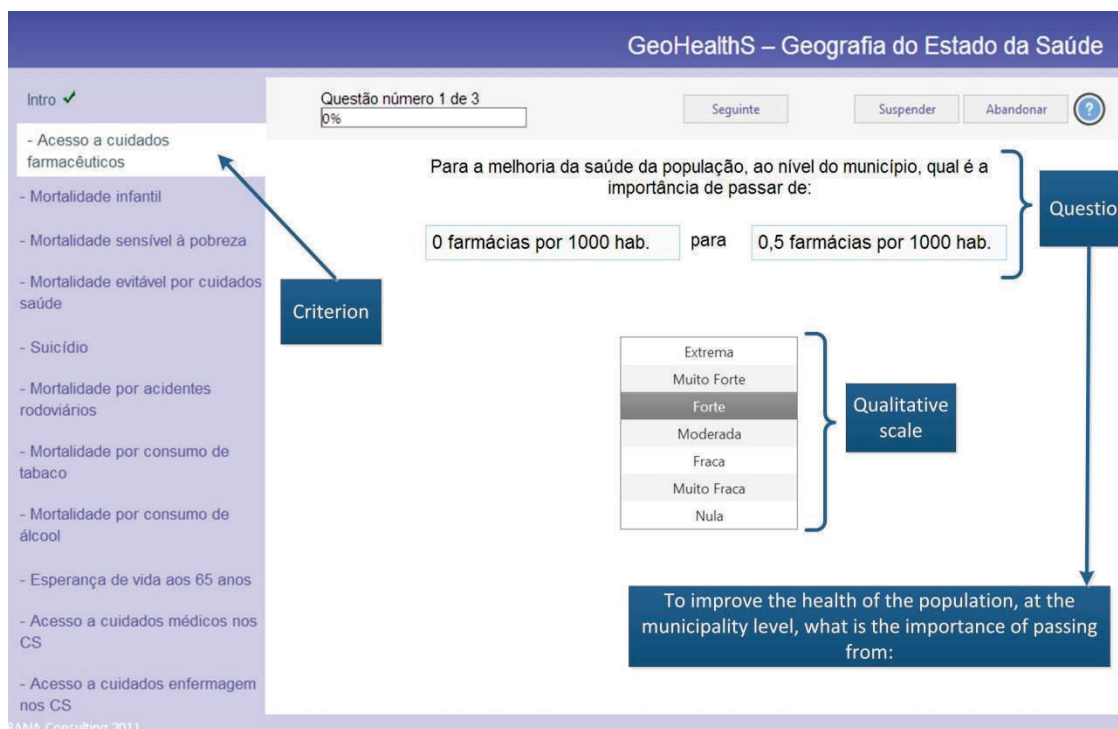 GeoHealthS – Geografia do Estado da Saúde
Intro
- Acesso a cuidados
farmacêuticos
- Mortalidade infantil
- Mortalidade sensível à pobreza
- Mortalidade evitável por cuidados
saúde
- Suicídio
- Mortalidade por acidentes
rodoviários
- Mortalidade por consumo de
tabaco
- Mortalidade por consumo de
álcool
- Esperança de vida aos 65 anos
- Acesso a cuidados médicos nos
CS
- Acesso a cuidados enfermagem
nos CS
BANA Consulting 2011
Questão número 1 de 3
0%
Seguinte
Suspender
Abandonar
?
Para a melhoria da saúde da população, ao nível do município, qual é a
importância de passar de:
0 farmácias por 1000 hab.
para
0,5 farmácias por 1000 hab.
Questio
Criterion
Extrema
Muito Forte
Forte
Moderada
Fraca
Muito Fraca
Nula
Qualitative
scale
To improve the health of the population, at the
municipality level, what is the importance of passing
from: